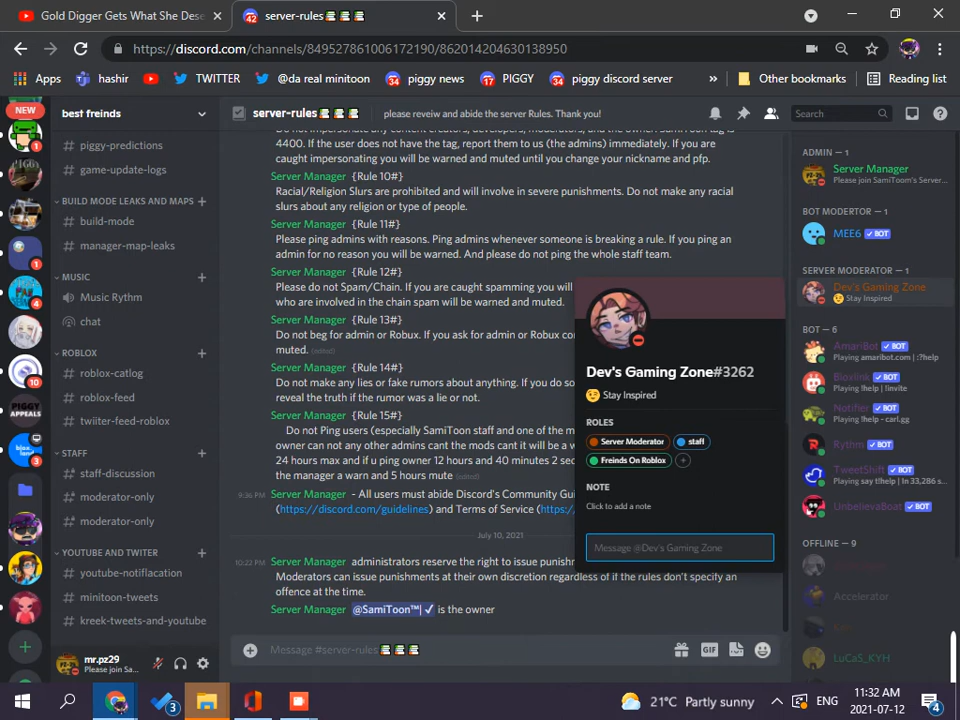 Gold Digger Gets What She Dese
server-rules
https://discord.com/channels/849527861006172190/862014204630138950
Apps
hashir
TWITTER
@da real minitoon
piggy news
PIGGY
piggy discord server
»
Other bookmarks
Reading list
NEW
best freinds
server-rules
please reveiw and abide the server Rules. Thank you!
Search
# piggy-predictions
# game-update-logs
BUILD MODE LEAKS AND MAPS
# build-mode
# manager-map-leaks
MUSIC
Music Rythm
# chat
ROBLOX
# roblox-catlog
# roblox-feed
# twiiter-feed-roblox
STAFF
# staff-discussion
# moderator-only
# moderator-only
YOUTUBE AND TWITER
# youtube-notiflacation
# minitoon-tweets
# kreek-tweets-and-youtube
mr.pz29
Please join Sa...
4400. If the user does not have the tag, report them to us (the admins) immediately. If you are
caught impersonating you will be warned and muted until you change your nickname and pfp.
Server Manager {Rule 10#}
Racial/Religion Slurs are prohibited and will involve in severe punishments. Do not make any racial
slurs about any religion or type of people.
Server Manager {Rule 11#}
Please ping admins with reasons. Ping admins whenever someone is breaking a rule. If you ping an
admin for no reason you will be warned. And please do not ping the whole staff team.
Server Manager {Rule 12#}
Please do not Spam/Chain. If you are caught spamming you will
who are involved in the chain spam will be warned and muted.
Server Manager {Rule 13#}
Do not beg for admin or Robux. If you ask for admin or Robux co
muted. (edited)
Server Manager {Rule 14#}
Do not make any lies or fake rumors about anything. If you do so
reveal the truth if the rumor was a lie or not.
Server Manager {Rule 15#}
Do not Ping users (especially SamiToon staff and one of the m
owner can not any other admins cant the mods cant it will be a w
24 hours max and if u ping owner 12 hours and 40 minutes 2 sec
the manager a warn and 5 hours mute (edited)
9:36 PM Server Manager - All users must abide Discord's Community Gui
(https://discord.com/guidelines) and Terms of Service (https:/
July 10, 2021
10:22 PM Server Manager administrators reserve the right to issue punishm
Moderators can issue punishments at their own discretion regardless of if the rules don't specify an
offence at the time.
Server Manager @SamiToon™| ✓ is the owner
Message #server-rules
GIF
Dev's Gaming Zone#3262
Stay Inspired
ROLES
Server Moderator
staff
Freinds On Roblox
NOTE
Click to add a note
Message @Dev's Gaming Zone
ADMIN — 1
Server Manager
Please join SamiToom's Server...
BOT MODERTOR — 1
MEE6 ✓ BOT
SERVER MODERATOR — 1
Dev's Gaming Zone
Stay Inspired
BOT — 6
AmariBot ✓ BOT
Playing amaribot.com | :?help
Bloxlink ✓ BOT
Playing !help | !invite
Notifier ✓ BOT
Playing !help - carl.gg
Rythm ✓ BOT
TweetShift ✓ BOT
Playing say t!help | In 33,286 s...
UnbelievaBoat ✓ BOT
OFFLINE — 9
Accelerator
LuCaS_KYH
21°C Partly sunny
ENG
11:32 AM
2021-07-12